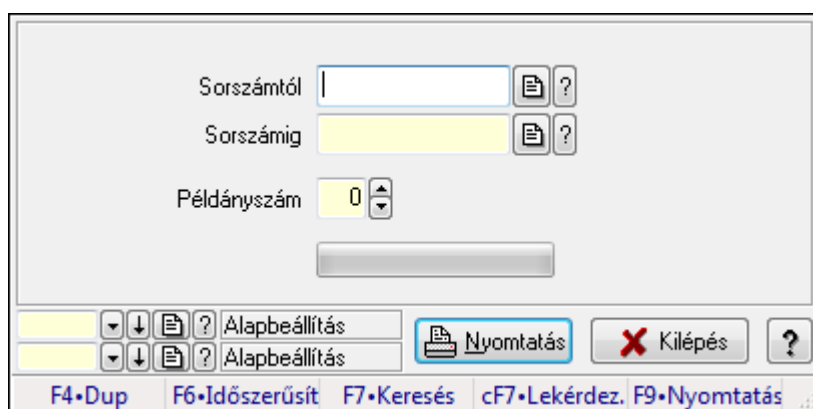 Sorszámtól ?
Sorszámig ?
Példányszám 0
? Alapbeállítás
? Alapbeállítás
Nyomtatás Kilépés ?
F4•Dup F6•Időszerűsít F7•Keresés cF7•Lekérdez. F9•Nyomtatás